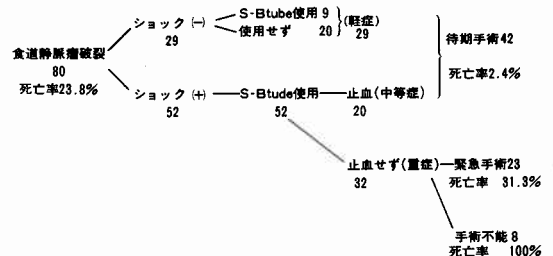 ショック (−) S-Btube使用 9 (軽症)
29 使用せず 20 29
待期手術42
食道静脈瘤破裂
80
死亡率23.8%
死亡率2.4%
ショック (+) S-Btude使用 止血(中等症)
52 52 20
止血せず(重症) 緊急手術23
32 死亡率 31.3%
手術不能 8
死亡率 100%